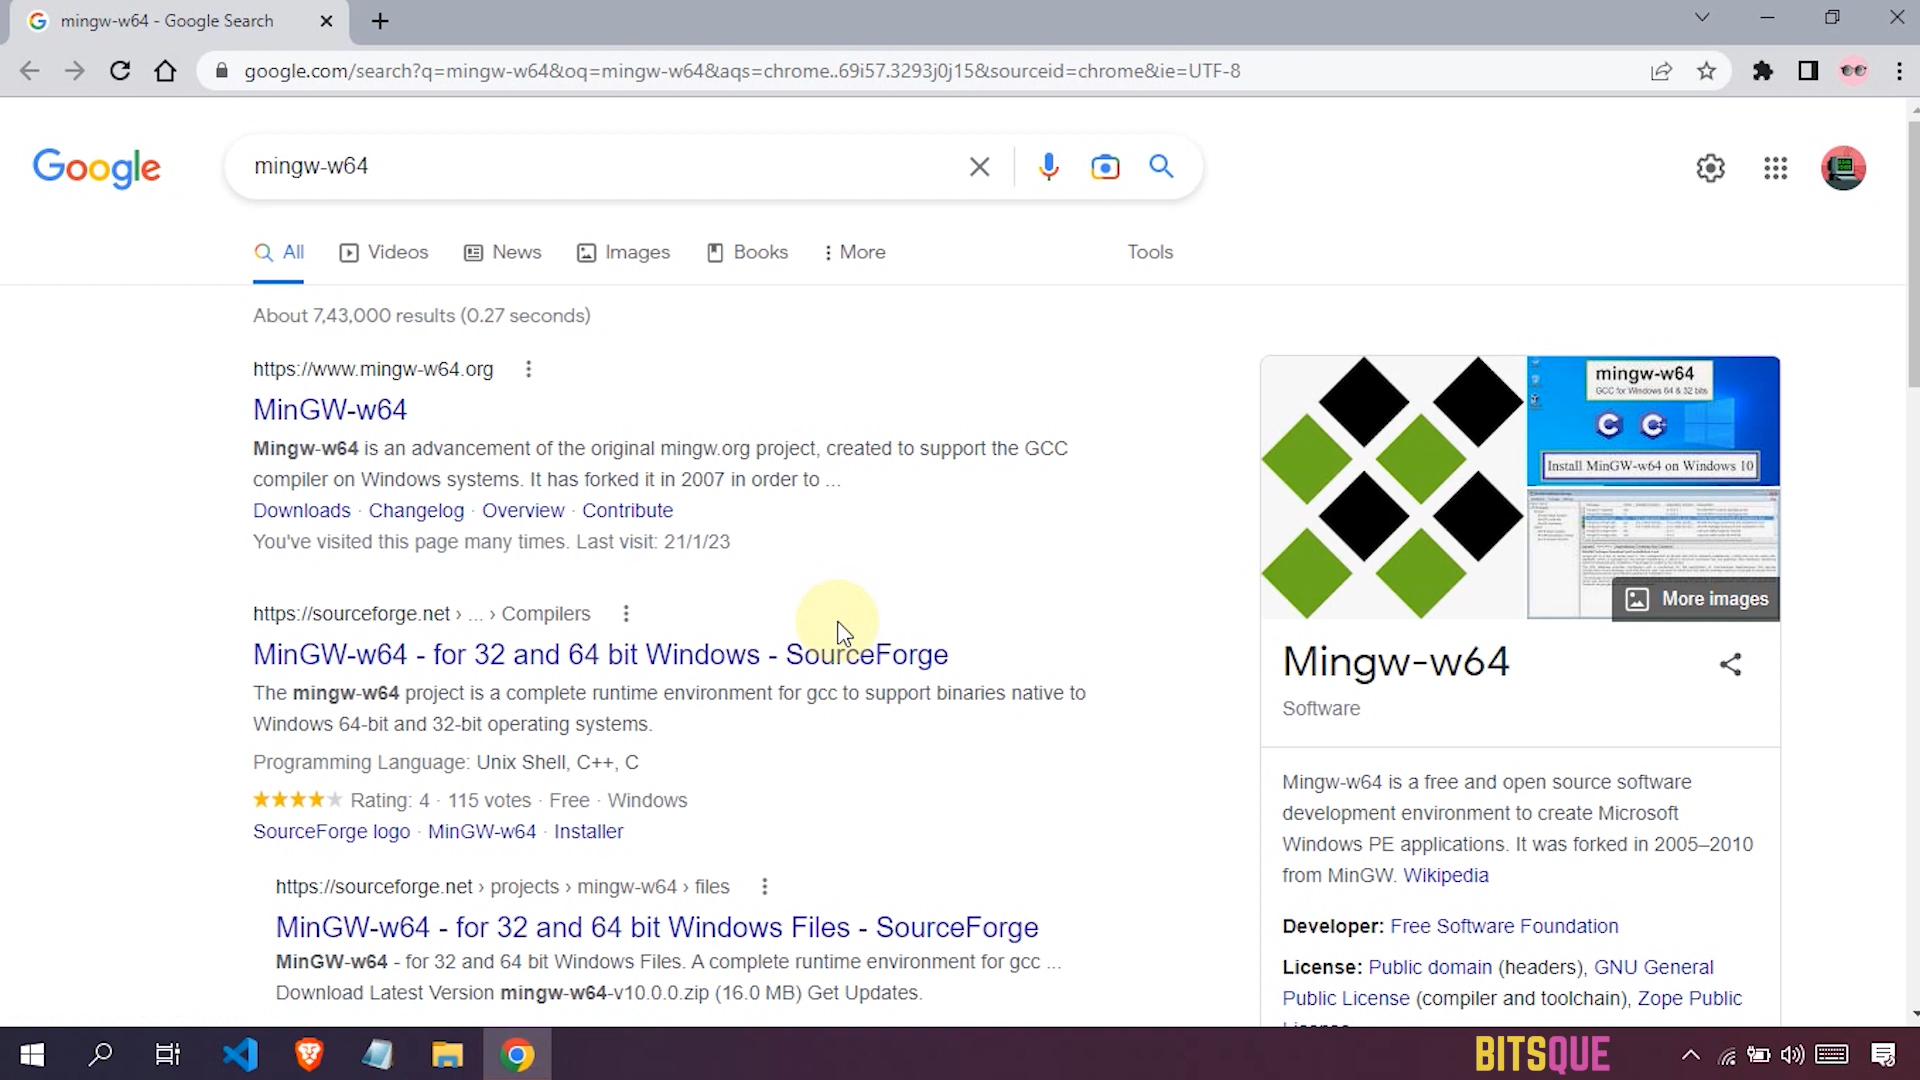 mingw-w64 - Google Search
google.com/search?q=mingw-w64&oq=mingw-w64&aqs=chrome..69i57.3293j0j15&sourceid=chrome&ie=UTF-8
Google
mingw-w64
All Videos News Images Books More Tools
About 7,43,000 results (0.27 seconds)
https://www.mingw-w64.org
MinGW-w64
Mingw-w64 is an advancement of the original mingw.org project, created to support the GCC
compiler on Windows systems. It has forked it in 2007 in order to ...
Downloads · Changelog · Overview · Contribute
You've visited this page many times. Last visit: 21/1/23
https://sourceforge.net › ... › Compilers
MinGW-w64 - for 32 and 64 bit Windows - SourceForge
The mingw-w64 project is a complete runtime environment for gcc to support binaries native to
Windows 64-bit and 32-bit operating systems.
Programming Language: Unix Shell, C++, C
Rating: 4 · 115 votes · Free · Windows
SourceForge logo · MinGW-w64 · Installer
https://sourceforge.net › projects › mingw-w64 › files
MinGW-w64 - for 32 and 64 bit Windows Files - SourceForge
MinGW-w64 - for 32 and 64 bit Windows Files. A complete runtime environment for gcc ...
Download Latest Version mingw-w64-v10.0.0.zip (16.0 MB) Get Updates.
mingw-w64
GCC for Windows 64 & 32 bits
Install MinGW-w64 on Windows 10
More images
Mingw-w64
Software
Mingw-w64 is a free and open source software
development environment to create Microsoft
Windows PE applications. It was forked in 2005–2010
from MinGW. Wikipedia
Developer: Free Software Foundation
License: Public domain (headers), GNU General
Public License (compiler and toolchain), Zope Public
BITSQUE